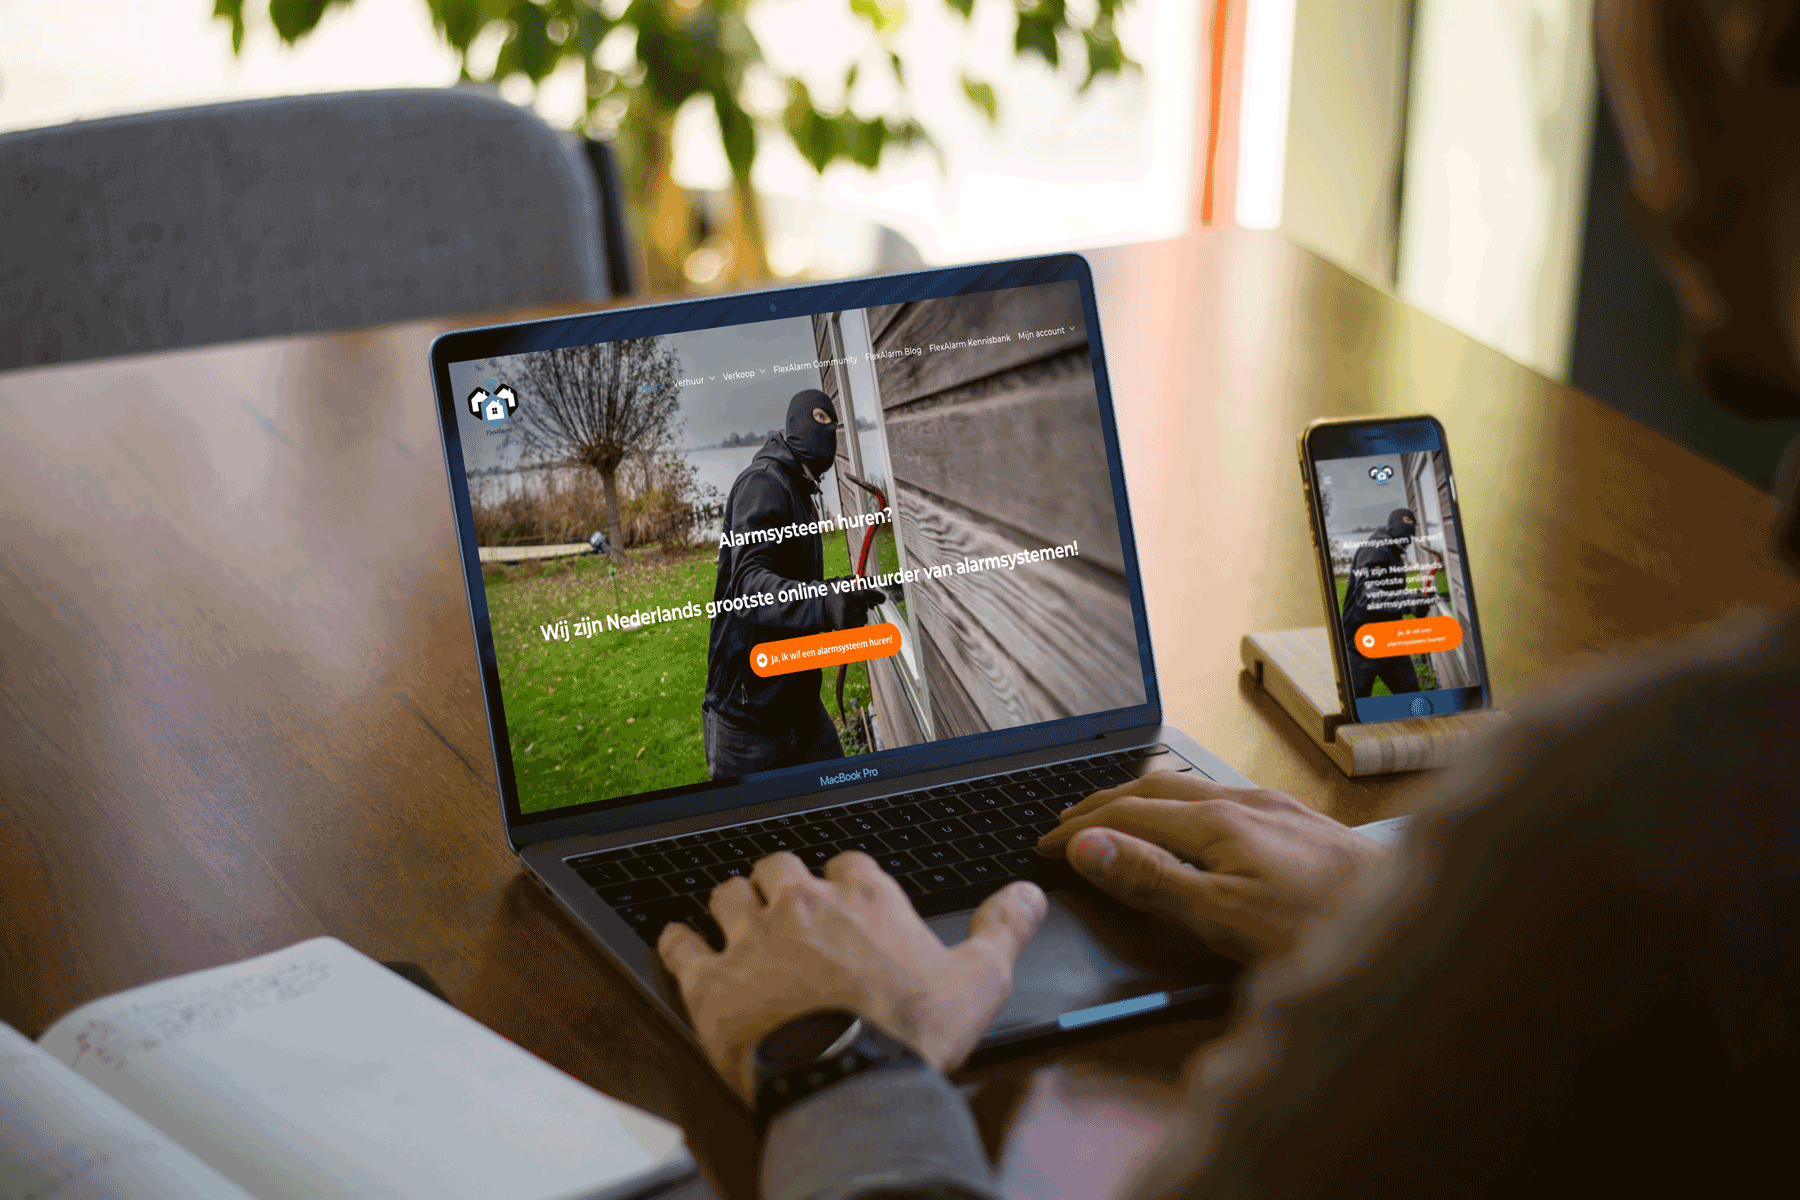 Verhuur
Verkoop
FlexAlarm Community
FlexAlarm Blog
FlexAlarm Kennisbank
Mijn account
FlexAlarm
Alarmsysteem huren?
Wij zijn Nederlands grootste online verhuurder van alarmsystemen!
Ja, ik wil een alarmsysteem huren!
MacBook Pro
Alarmsysteem huren?
Wij zijn Nederlands
grootste online
verhuurder van
alarmsystemen!
Ja, ik wil een
alarmsysteem huren!